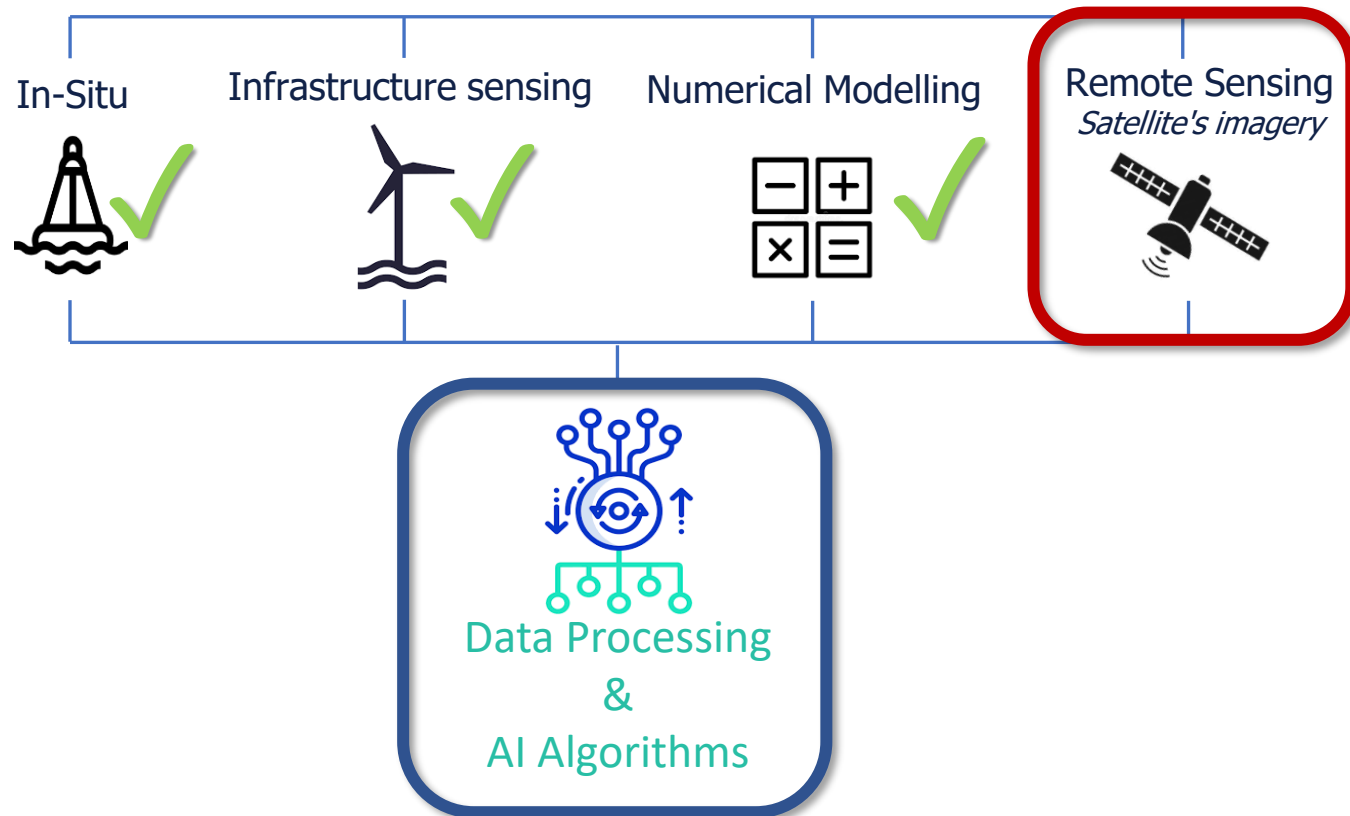 In-Situ
Infrastructure sensing
Numerical Modelling
Remote Sensing
Satellite's imagery
Data Processing
&
AI Algorithms